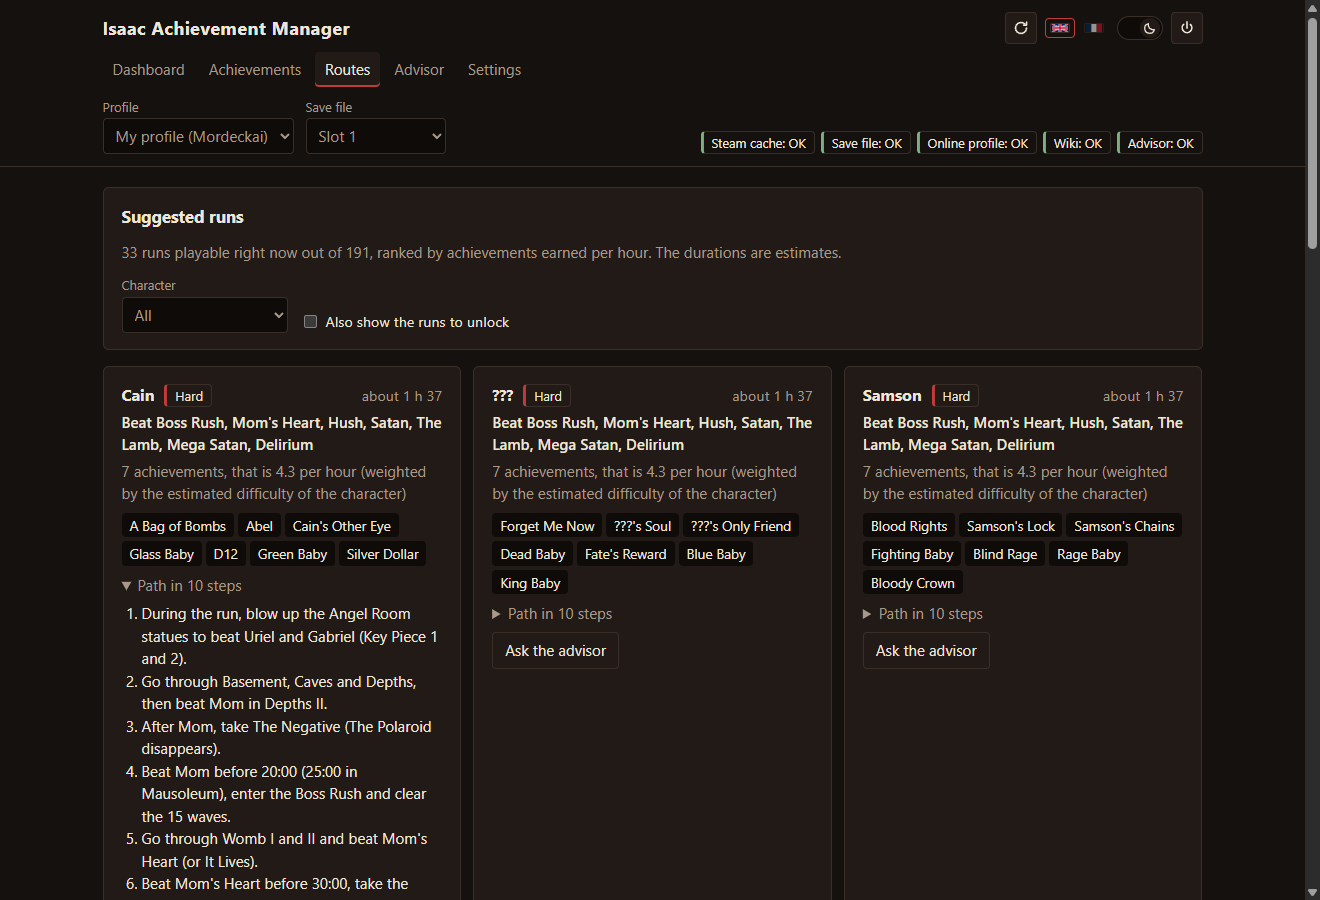 Isaac Achievement Manager
Dashboard Achievements Routes Advisor Settings
Profile Save file
My profile (Mordeckai) Slot 1
Steam cache: OK Save file: OK Online profile: OK Wiki: OK Advisor: OK
Suggested runs
33 runs playable right now out of 191, ranked by achievements earned per hour. The durations are estimates.
Character
All
Also show the runs to unlock
Cain Hard about 1 h 37
Beat Boss Rush, Mom's Heart, Hush, Satan, The
Lamb, Mega Satan, Delirium
7 achievements, that is 4.3 per hour (weighted
by the estimated difficulty of the character)
A Bag of Bombs Abel Cain's Other Eye
Glass Baby D12 Green Baby Silver Dollar
▼ Path in 10 steps
1. During the run, blow up the Angel Room
statues to beat Uriel and Gabriel (Key Piece 1
and 2).
2. Go through Basement, Caves and Depths,
then beat Mom in Depths II.
3. After Mom, take The Negative (The Polaroid
disappears).
4. Beat Mom before 20:00 (25:00 in
Mausoleum), enter the Boss Rush and clear
the 15 waves.
5. Go through Womb I and II and beat Mom's
Heart (or It Lives).
6. Beat Mom's Heart before 30:00, take the
??? Hard about 1 h 37
Beat Boss Rush, Mom's Heart, Hush, Satan, The
Lamb, Mega Satan, Delirium
7 achievements, that is 4.3 per hour (weighted
by the estimated difficulty of the character)
Forget Me Now ???'s Soul ???'s Only Friend
Dead Baby Fate's Reward Blue Baby
King Baby
▶ Path in 10 steps
Ask the advisor
Samson Hard about 1 h 37
Beat Boss Rush, Mom's Heart, Hush, Satan, The
Lamb, Mega Satan, Delirium
7 achievements, that is 4.3 per hour (weighted
by the estimated difficulty of the character)
Blood Rights Samson's Lock Samson's Chains
Fighting Baby Blind Rage Rage Baby
Bloody Crown
▶ Path in 10 steps
Ask the advisor